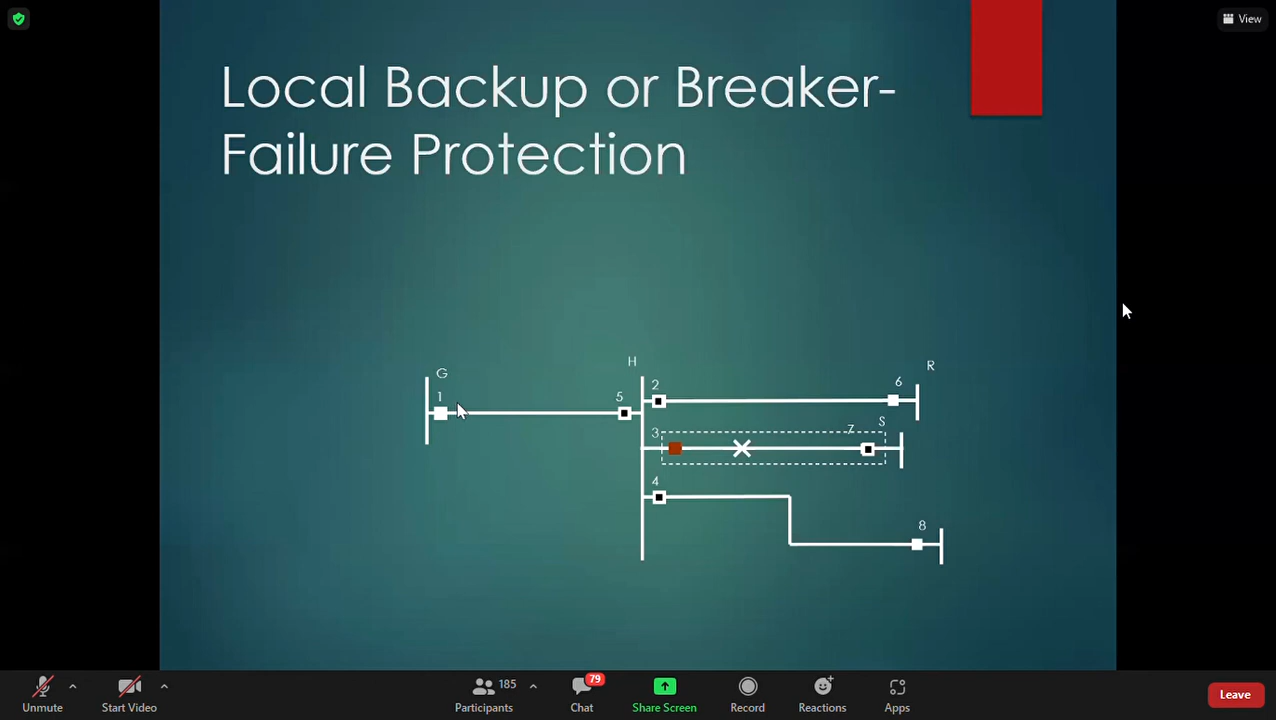 View
Local Backup or Breaker-
Failure Protection
G
H
R
1
5
2
6
3
7
S
4
8
Unmute
Start Video
185
Participants
79
Chat
Share Screen
Record
Reactions
Apps
Leave